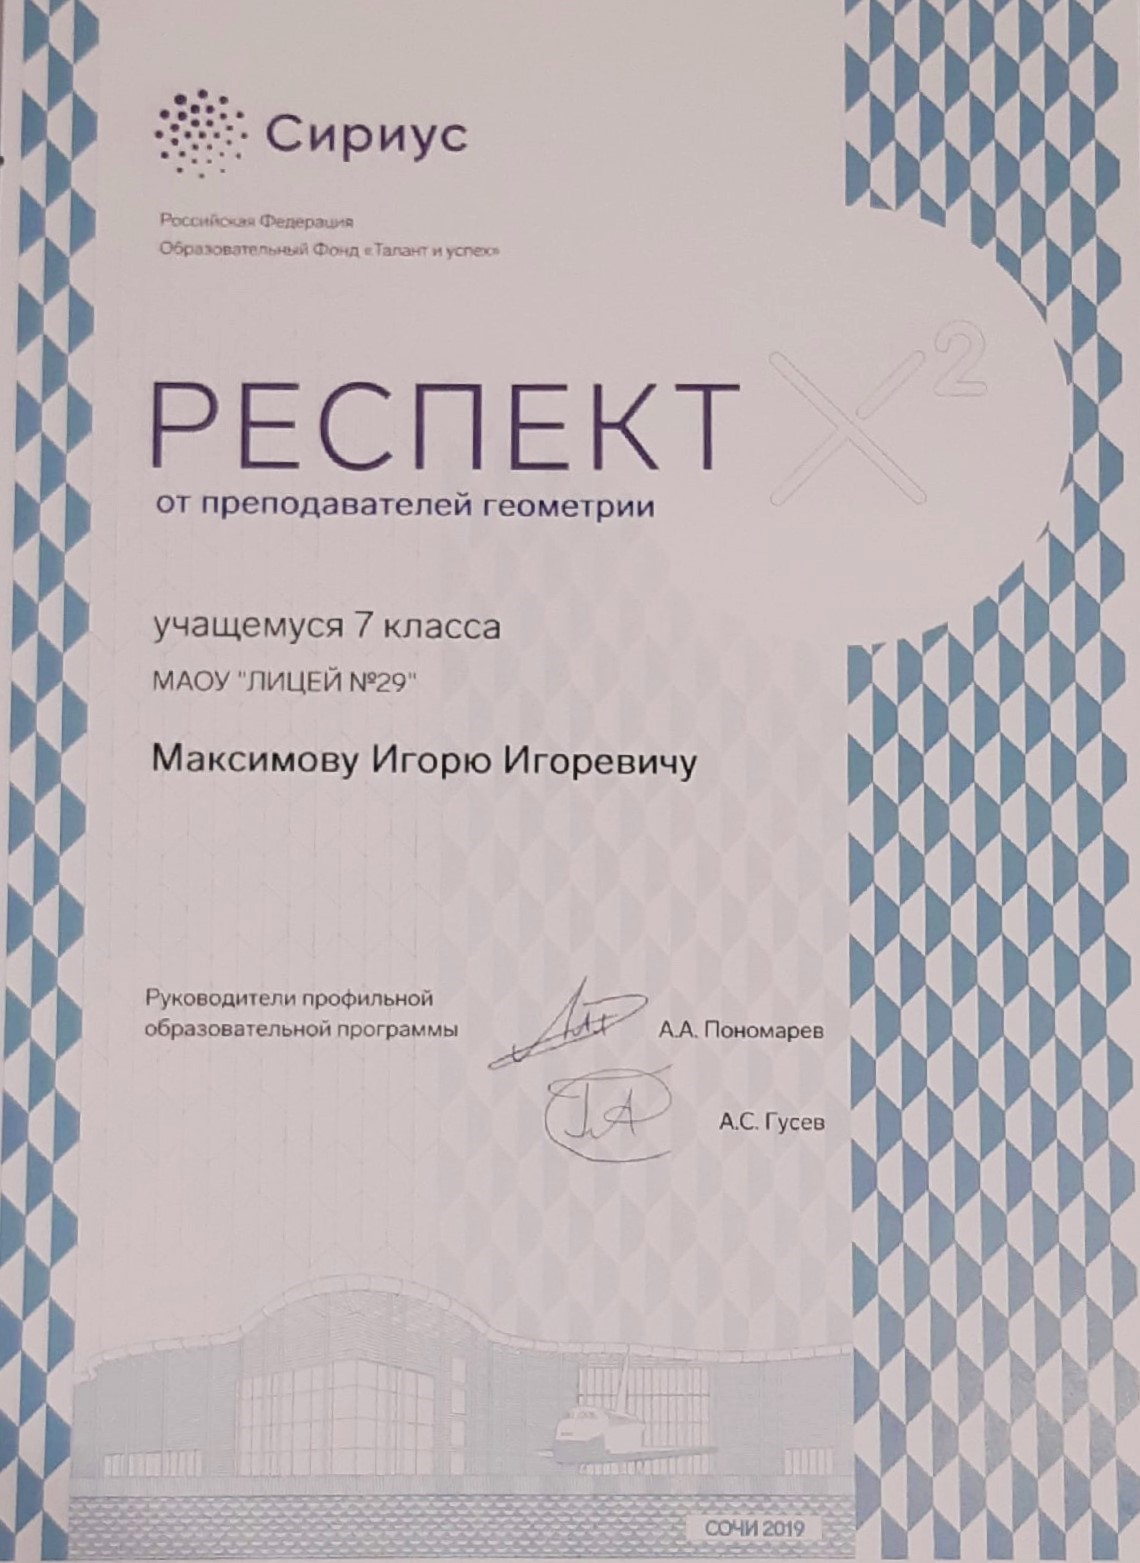 Сириус
Российская Федерация
Образовательный Фонд «Талант и успех»
РЕСПЕКТ X²
от преподавателей геометрии
учащемуся 7 класса
МАОУ "ЛИЦЕЙ №29"
Максимову Игорю Игоревичу
Руководители профильной
образовательной программы
А.А. Пономарев
А.С. Гусев
СОЧИ 2019